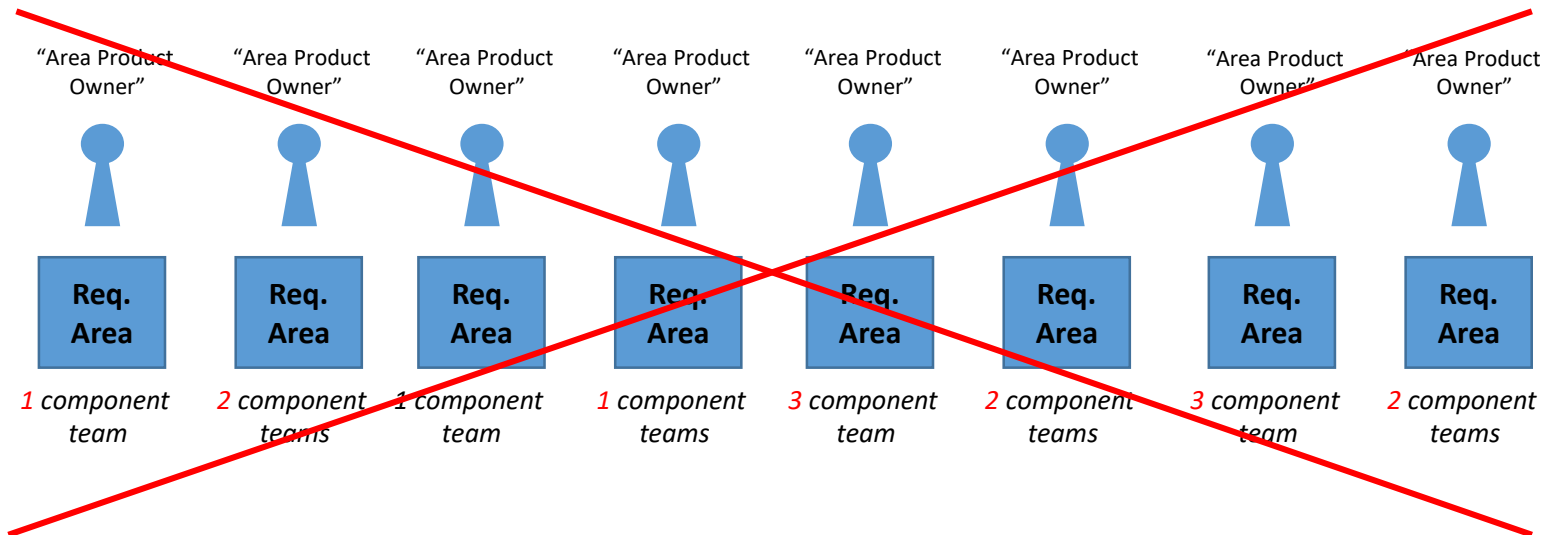 “Area Product
Owner”
“Area Product
Owner”
“Area Product
Owner”
“Area Product
Owner”
“Area Product
Owner”
“Area Product
Owner”
“Area Product
Owner”
“Area Product
Owner”
Req.
Area
Req.
Area
Req.
Area
Req.
Area
Req.
Area
Req.
Area
Req.
Area
Req.
Area
1 component
team
2 component
teams
1 component
team
1 component
teams
3 component
team
2 component
teams
3 component
team
2 component
teams